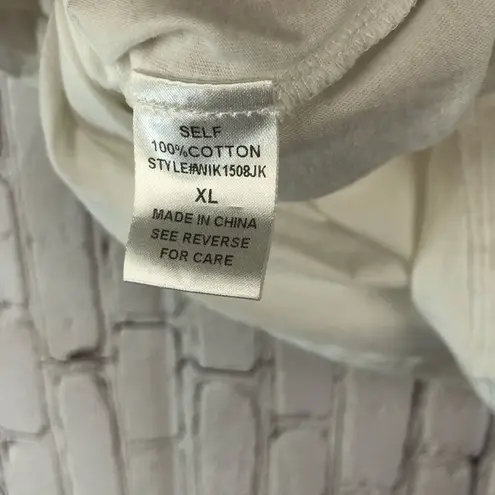 SELF
100%COTTON
STYLE#WIK1508JK
XL
MADE IN CHINA
SEE REVERSE
FOR CARE